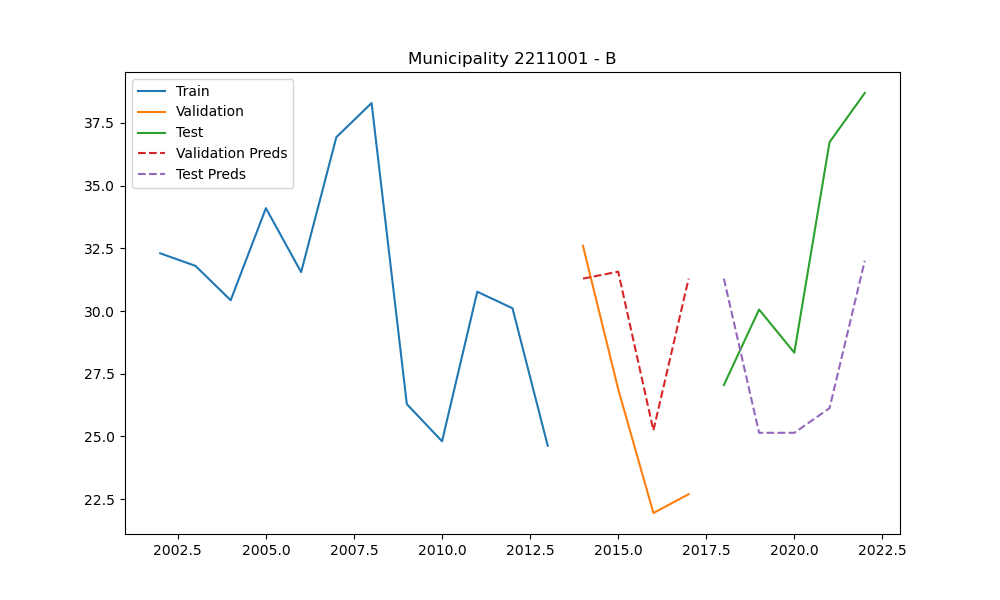 Municipality 2211001 - B
Train
Validation
Test
Validation Preds
Test Preds
37.5
35.0
32.5
30.0
27.5
25.0
22.5
2002.5 2005.0 2007.5 2010.0 2012.5 2015.0 2017.5 2020.0 2022.5